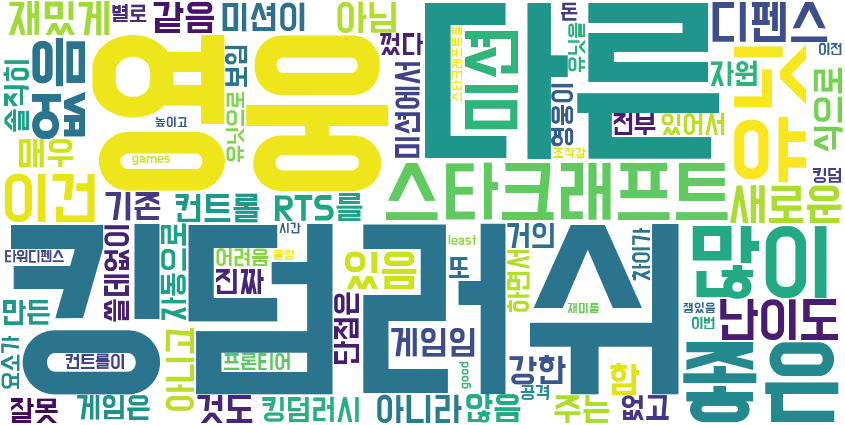 재밌게 별로 같음 미션이 아님 디펜스 돈 이전
솔직히 없음 영웅 보임 껐다 팀 스타크래프트를 다른 유닛을 자원 수
매우 높이고 유닛으로 미션에서 영웅이 전부 있어서 식으로
games 조작감 킹덤
이건 기존 컨트롤 RTS를 스타크래프트 새로운
킹덤러쉬 쓸데없이 자동으로 시간 least 거의 차이가 많이
타워디펜스 어려움 물량 있음 또 하면서
만든 진짜 단점은 재미를 잼있음 이번 난이도
요소가 컨트롤이 아니고 프론티어 게임임 good 강한 공격 함 좋은
잘못 게임은 것도 킹덤러시 아니라 않음 주는 없고